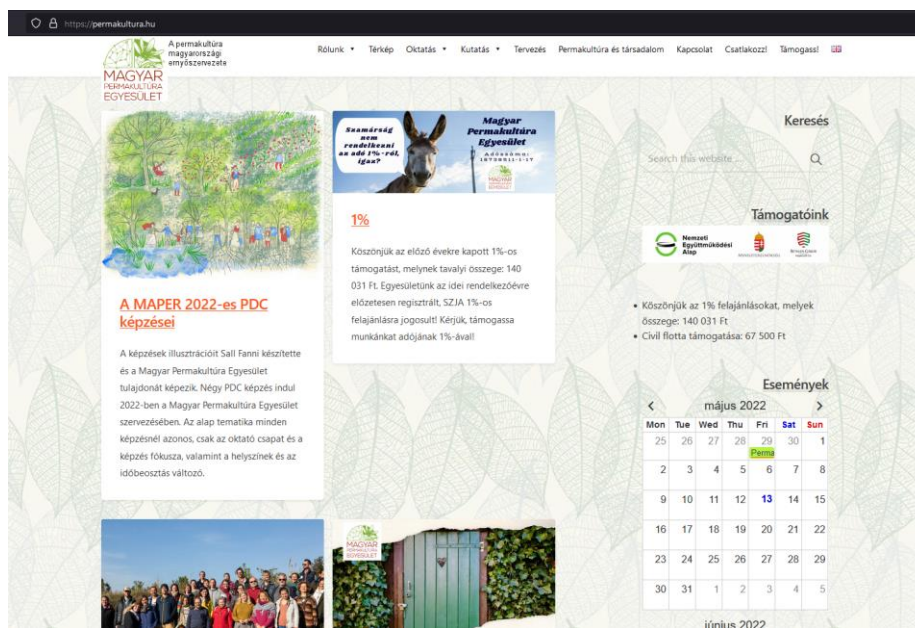 https://permakultura.hu
A permakultúra
magyarországi
ernyőszervezete
MAGYAR
PERMAKULTÚRA
EGYESÜLET
Rólunk Térkép Oktatás Kutatás Tervezés Permakultúra és társadalom Kapcsolat Csatlakozz! Támogass!
A MAPER 2022-es PDC
képzései
A képzések illusztrációit Sall Fanni készítette
és a Magyar Permakultúra Egyesület
tulajdonát képezik. Négy PDC képzés indul
2022-ben a Magyar Permakultúra Egyesület
szervezésében. Az alap tematika minden
képzésnél azonos, csak az oktató csapat és a
képzés fókusza, valamint a helyszínek és az
időbeosztás változó.
Szamárság
nem
rendelkezni
az adó 1%-ról,
igaz?
Magyar
Permakultúra
Egyesület
Adószáma:
18738511-1-17
1%
Köszönjük az előző évekre kapott 1%-os
támogatást, melynek tavalyi összege: 140
031 Ft. Egyesületünk az idei rendelkezőévre
előzetesen regisztrált, SZJA 1%-os
felajánlásra jogosult! Kérjük, támogassa
munkánkat adójának 1%-ával!
MAGYAR
PERMAKULTÚRA
EGYESÜLET
Keresés
Search this website …
Támogatóink
Nemzeti
Együttműködési
Alap
Köszönjük az 1% felajánlásokat, melyek
összege: 140 031 Ft
Civil flotta támogatása: 67 500 Ft
Események
május 2022
Mon Tue Wed Thu Fri Sat Sun
25 26 27 28 29 30 1
Perma
2 3 4 5 6 7 8
9 10 11 12 13 14 15
16 17 18 19 20 21 22
23 24 25 26 27 28 29
30 31 1 2 3 4 5
június 2022